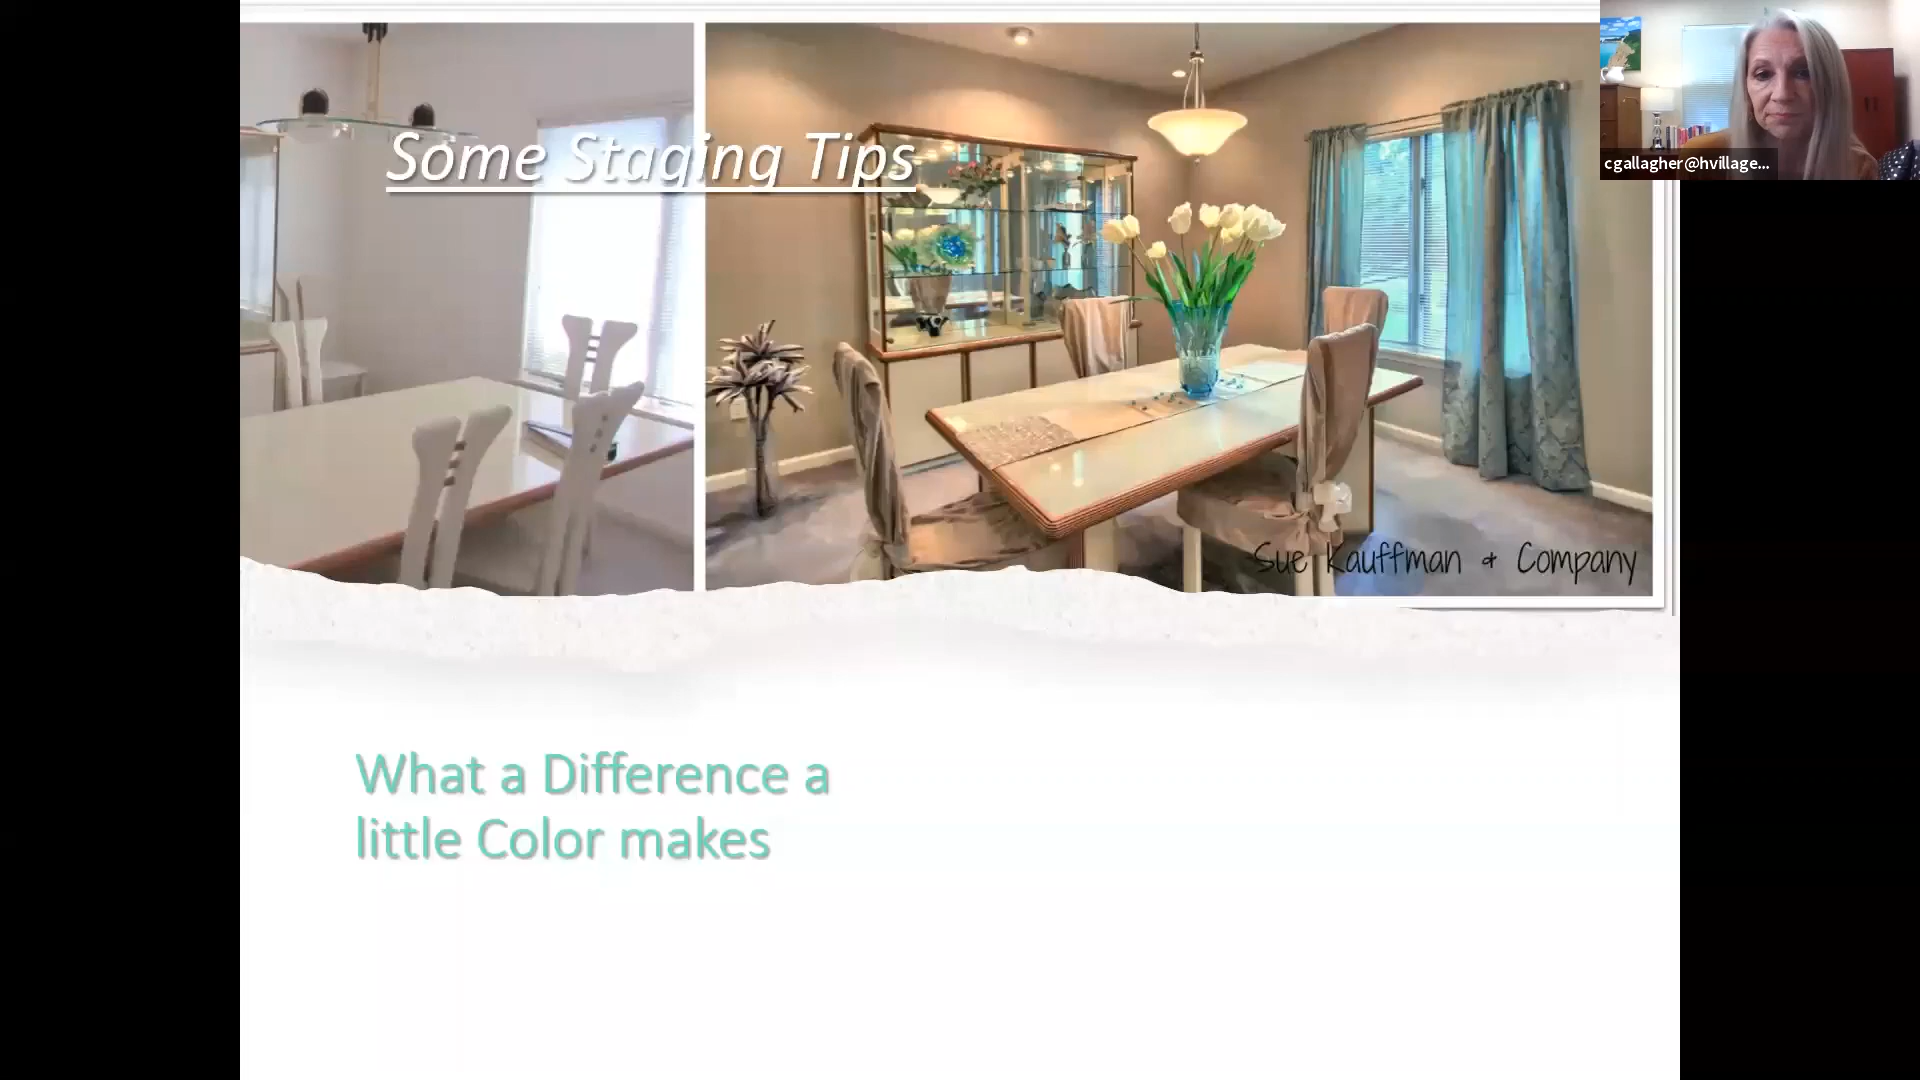 Some Staging Tips
cgallagher@hvillage...
Sue Kauffman & Company
What a Difference a
little Color makes